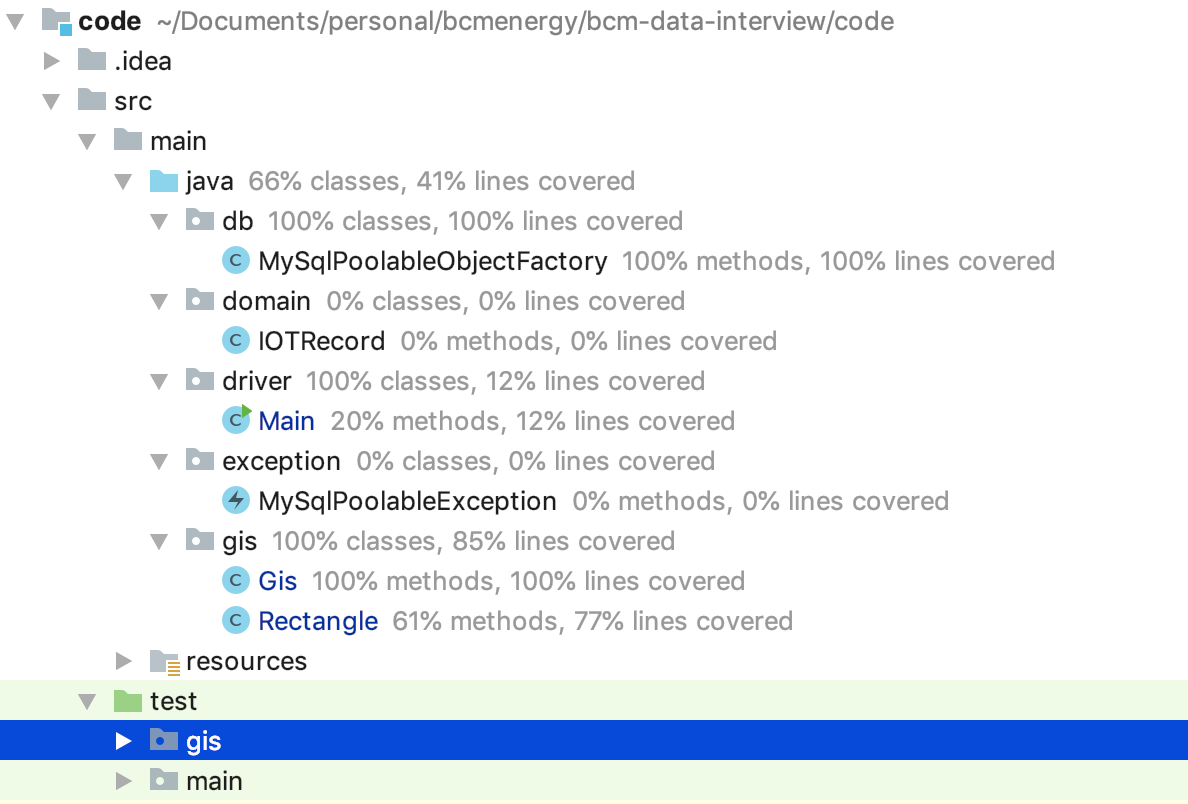 code ~/Documents/personal/bcmenergy/bcm-data-interview/code
.idea
src
main
java 66% classes, 41% lines covered
db 100% classes, 100% lines covered
C MySqlPoolableObjectFactory 100% methods, 100% lines covered
domain 0% classes, 0% lines covered
C IOTRecord 0% methods, 0% lines covered
driver 100% classes, 12% lines covered
C Main 20% methods, 12% lines covered
exception 0% classes, 0% lines covered
MySqlPoolableException 0% methods, 0% lines covered
gis 100% classes, 85% lines covered
C Gis 100% methods, 100% lines covered
C Rectangle 61% methods, 77% lines covered
resources
test
gis
main